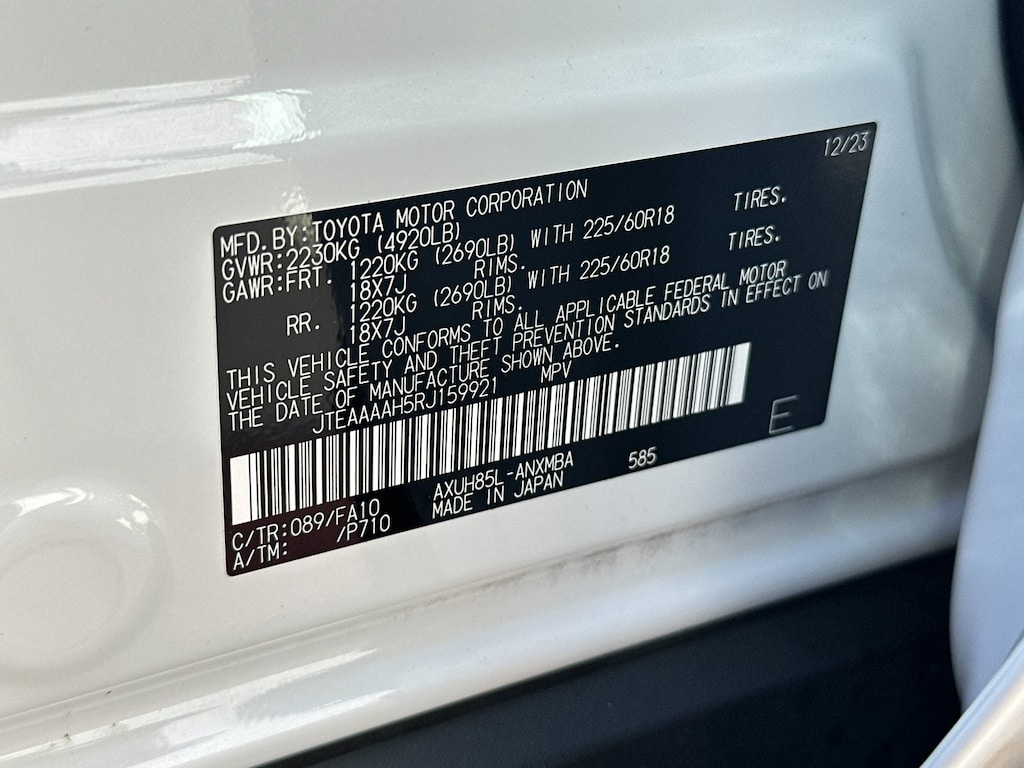 12/23
MFD.BY:TOYOTA MOTOR CORPORATION
GVWR:2230KG (4920LB)
GAWR:FRT. 1220KG (2690LB) WITH 225/60R18 TIRES.
18X7J RIMS.
RR. 1220KG (2690LB) WITH 225/60R18 TIRES.
18X7J RIMS.
THIS VEHICLE CONFORMS TO ALL APPLICABLE FEDERAL MOTOR
VEHICLE SAFETY AND THEFT PREVENTION STANDARDS IN EFFECT ON
THE DATE OF MANUFACTURE SHOWN ABOVE.
JTEAAAAH5RJ159921 MPV
E
C/TR:089/FA10 AXUH85L-ANXMBA 585
A/TM: /P710 MADE IN JAPAN